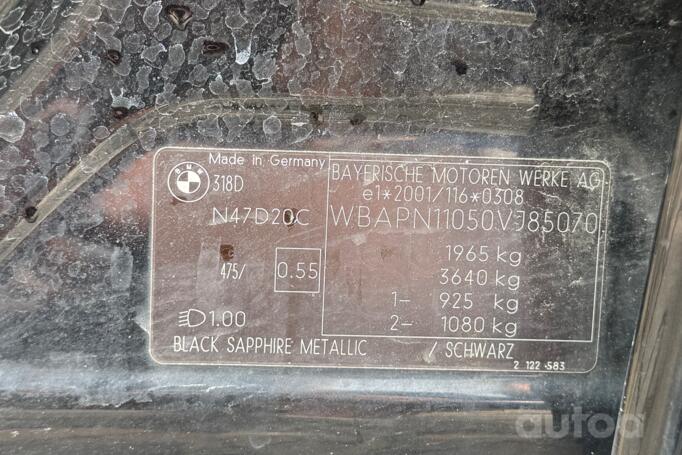 Made in Germany
BMW
318D
N47D20C
475/ 0.55
1.00
BLACK SAPPHIRE METALLIC / SCHWARZ
BAYERISCHE MOTOREN WERKE AG
e1*2001/116*0308
WBAPN11050VJ85070
1965 kg
3640 kg
1- 925 kg
2- 1080 kg
2 122 583
autoa